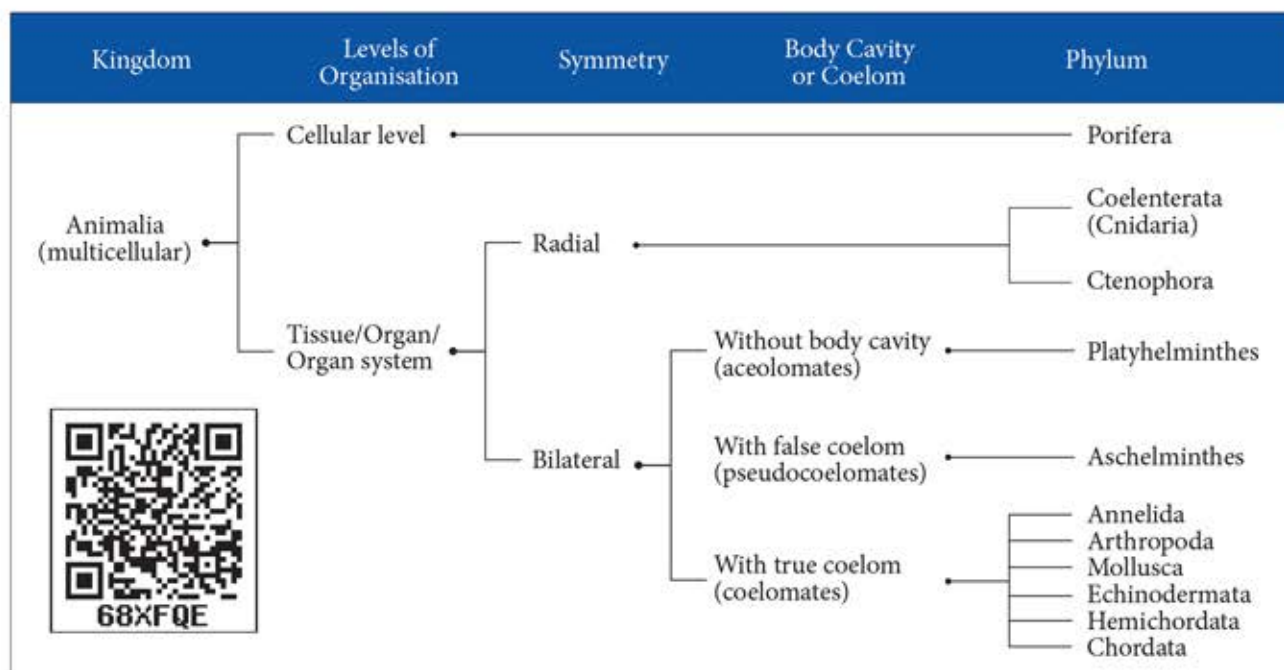 Kingdom
Levels of
Organisation
Symmetry
Body Cavity
or Coelom
Phylum
Cellular level
Porifera
Animalia
(multicellular)
Radial
Coelenterata
(Cnidaria)
Ctenophora
Tissue/Organ/
Organ system
Without body cavity
(aceolomates)
Platyhelminthes
Bilateral
With false coelom
(pseudocoelomates)
Aschelminthes
With true coelom
(coelomates)
Annelida
Arthropoda
Mollusca
Echinodermata
Hemichordata
Chordata
68XFQE